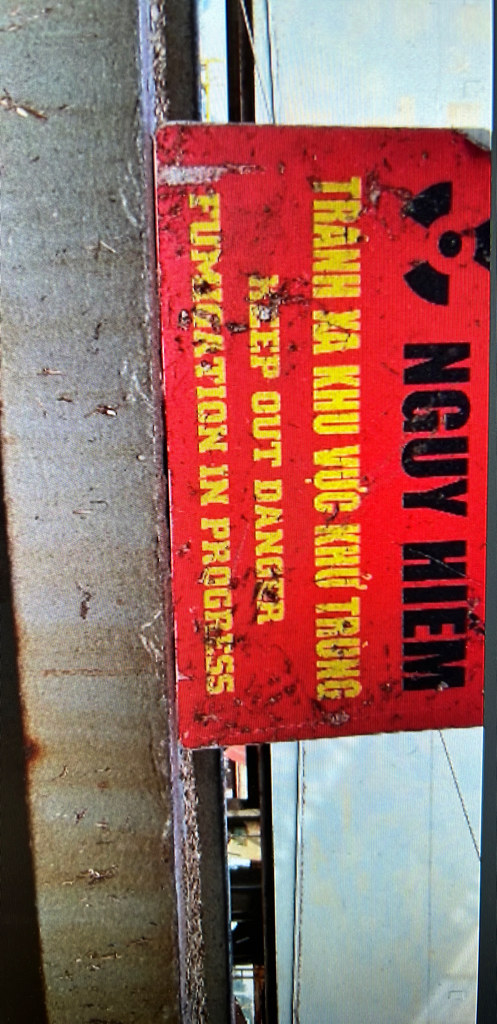 NGUY HIEM
TRÁNH XA KHU VỰC KHỬ TRÙNG
KEEP OUT DANGER
FUMIGATION IN PROGRESS